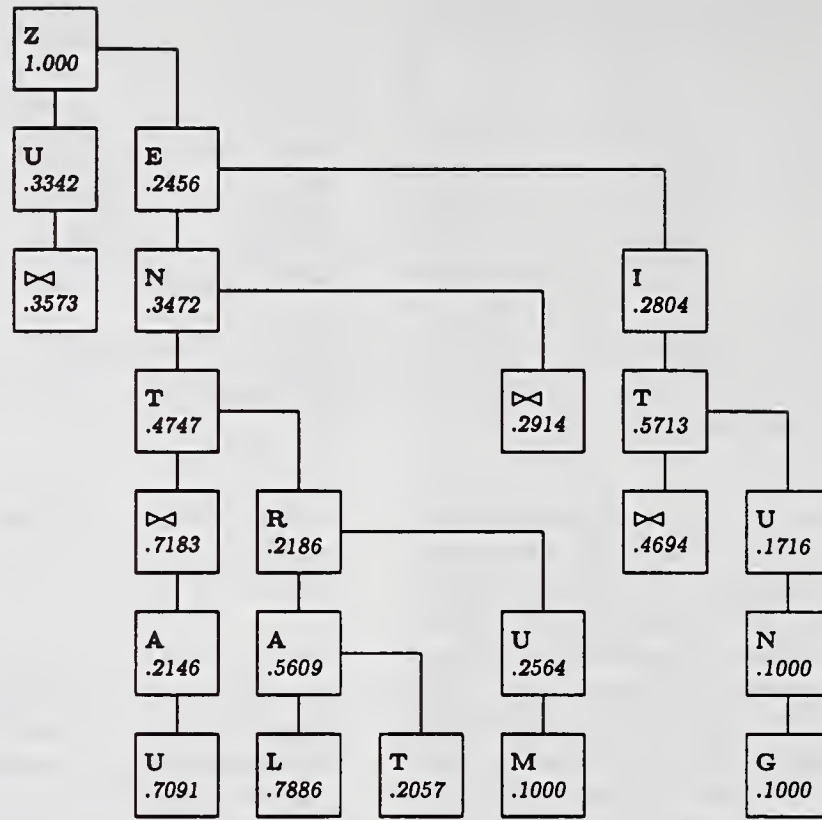 Z
1.000
U
.3342
E
.2456
⋈
.3573
N
.3472
I
.2804
T
.4747
⋈
.2914
T
.5713
⋈
.7183
R
.2186
⋈
.4694
U
.1716
A
.2146
A
.5609
U
.2564
N
.1000
U
.7091
L
.7886
T
.2057
M
.1000
G
.1000